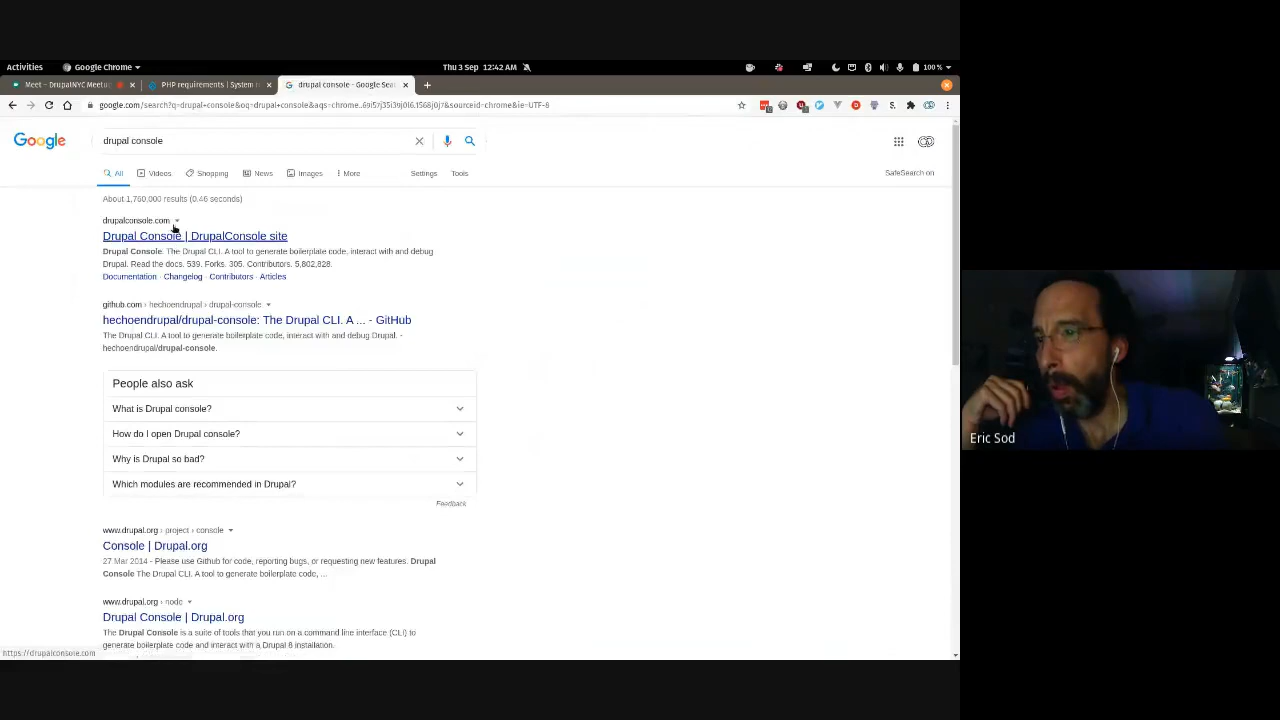 Activities
Google Chrome
Thu 3 Sep 12:42 AM
100 %
Meet – DrupalNYC Meetu
PHP requirements | System r
drupal console - Google Sea
google.com/search?q=drupal+console&oq=drupal+console&aqs=chrome..69i57j35i39j0l6.1568j0j7&sourceid=chrome&ie=UTF-8
Google
drupal console
All
Videos
Shopping
News
Images
More
Settings
Tools
SafeSearch on
About 1,760,000 results (0.46 seconds)
drupalconsole.com
Drupal Console | DrupalConsole site
Drupal Console. The Drupal CLI. A tool to generate boilerplate code, interact with and debug
Drupal. Read the docs. 539. Forks. 305. Contributors. 5,802,828.
Documentation · Changelog · Contributors · Articles
github.com › hechoendrupal › drupal-console
hechoendrupal/drupal-console: The Drupal CLI. A ... - GitHub
The Drupal CLI. A tool to generate boilerplate code, interact with and debug Drupal. -
hechoendrupal/drupal-console.
People also ask
What is Drupal console?
How do I open Drupal console?
Why is Drupal so bad?
Which modules are recommended in Drupal?
Feedback
www.drupal.org › project › console
Console | Drupal.org
27 Mar 2014 - Please use Github for code, reporting bugs, or requesting new features. Drupal
Console The Drupal CLI. A tool to generate boilerplate code, ...
www.drupal.org › node
Drupal Console | Drupal.org
The Drupal Console is a suite of tools that you run on a command line interface (CLI) to
generate boilerplate code and interact with a Drupal 8 installation.
https://drupalconsole.com
Eric Sod